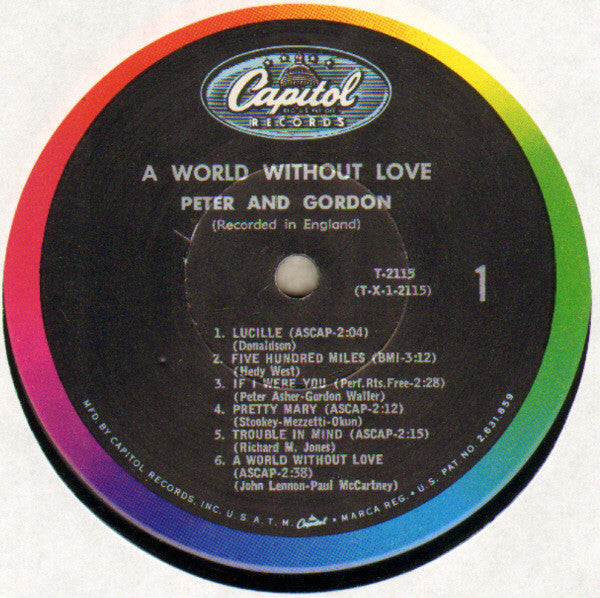 Capitol
RECORDS
A WORLD WITHOUT LOVE
PETER AND GORDON
(Recorded in England)
T-2115
(T-X-1-2115)
1
1. LUCILLE (ASCAP-2:04)
(Donaldson)
2. FIVE HUNDRED MILES (BMI-3:12)
(Hedy West)
3. IF I WERE YOU (Perf. Rts. Free-2:28)
(Peter Asher-Gordon Waller)
4. PRETTY MARY (ASCAP-2:12)
(Stookey-Mezzetti-Okun)
5. TROUBLE IN MIND (ASCAP-2:15)
(Richard M. Jones)
6. A WORLD WITHOUT LOVE
(ASCAP-2:38)
(John Lennon-Paul McCartney)
MFD. BY CAPITOL RECORDS, INC. U. S. A. T. M. Capitol • MARCA REG. • U. S. PAT. NO. 2,631,859